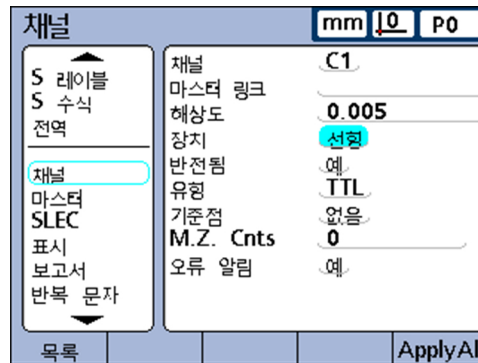 채널
mm 0 P0
S 레이블
S 수식
전역
채널
마스터
SLEC
표시
보고서
반복 문자
채널 C1
마스터 링크
해상도 0.005
장치 선형
반전됨 예
유형 TTL
기준점 없음
M.Z. Cnts 0
오류 알림 예
목록
Apply Al